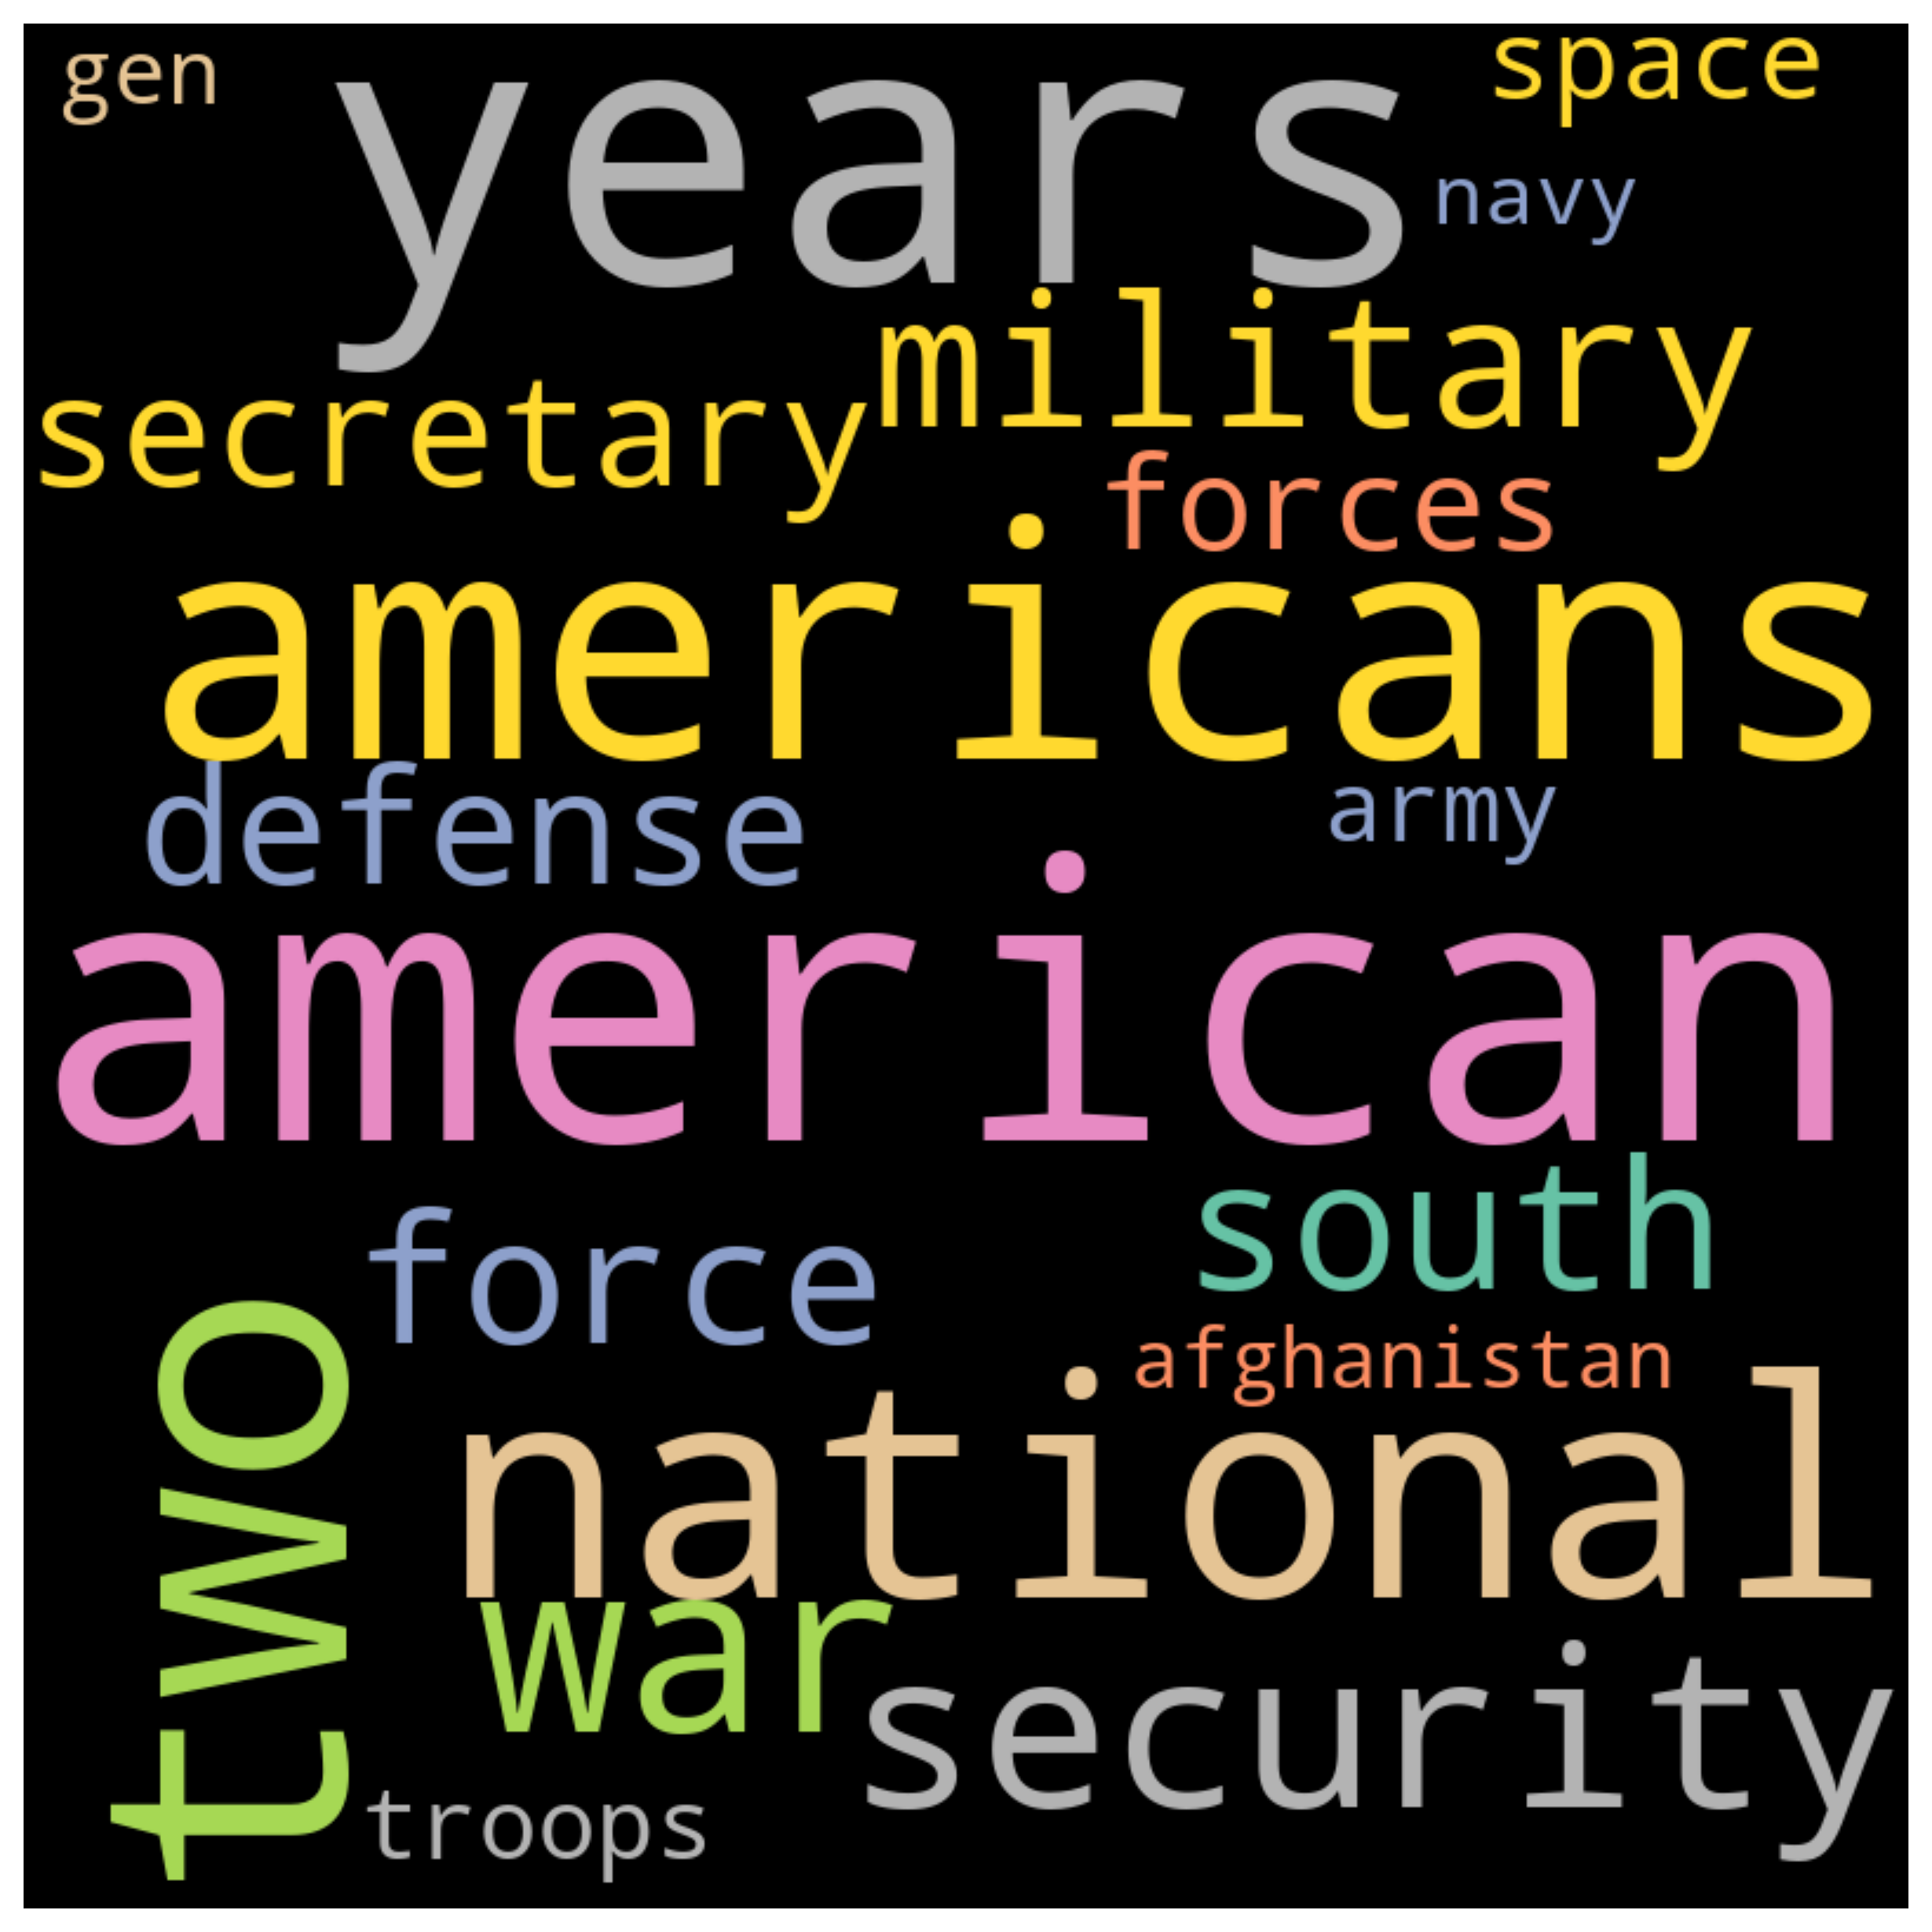 gen
years
space
navy
military
secretary
forces
americans
defense
army
american
south
force
afghanistan
two
national
war
security
troops